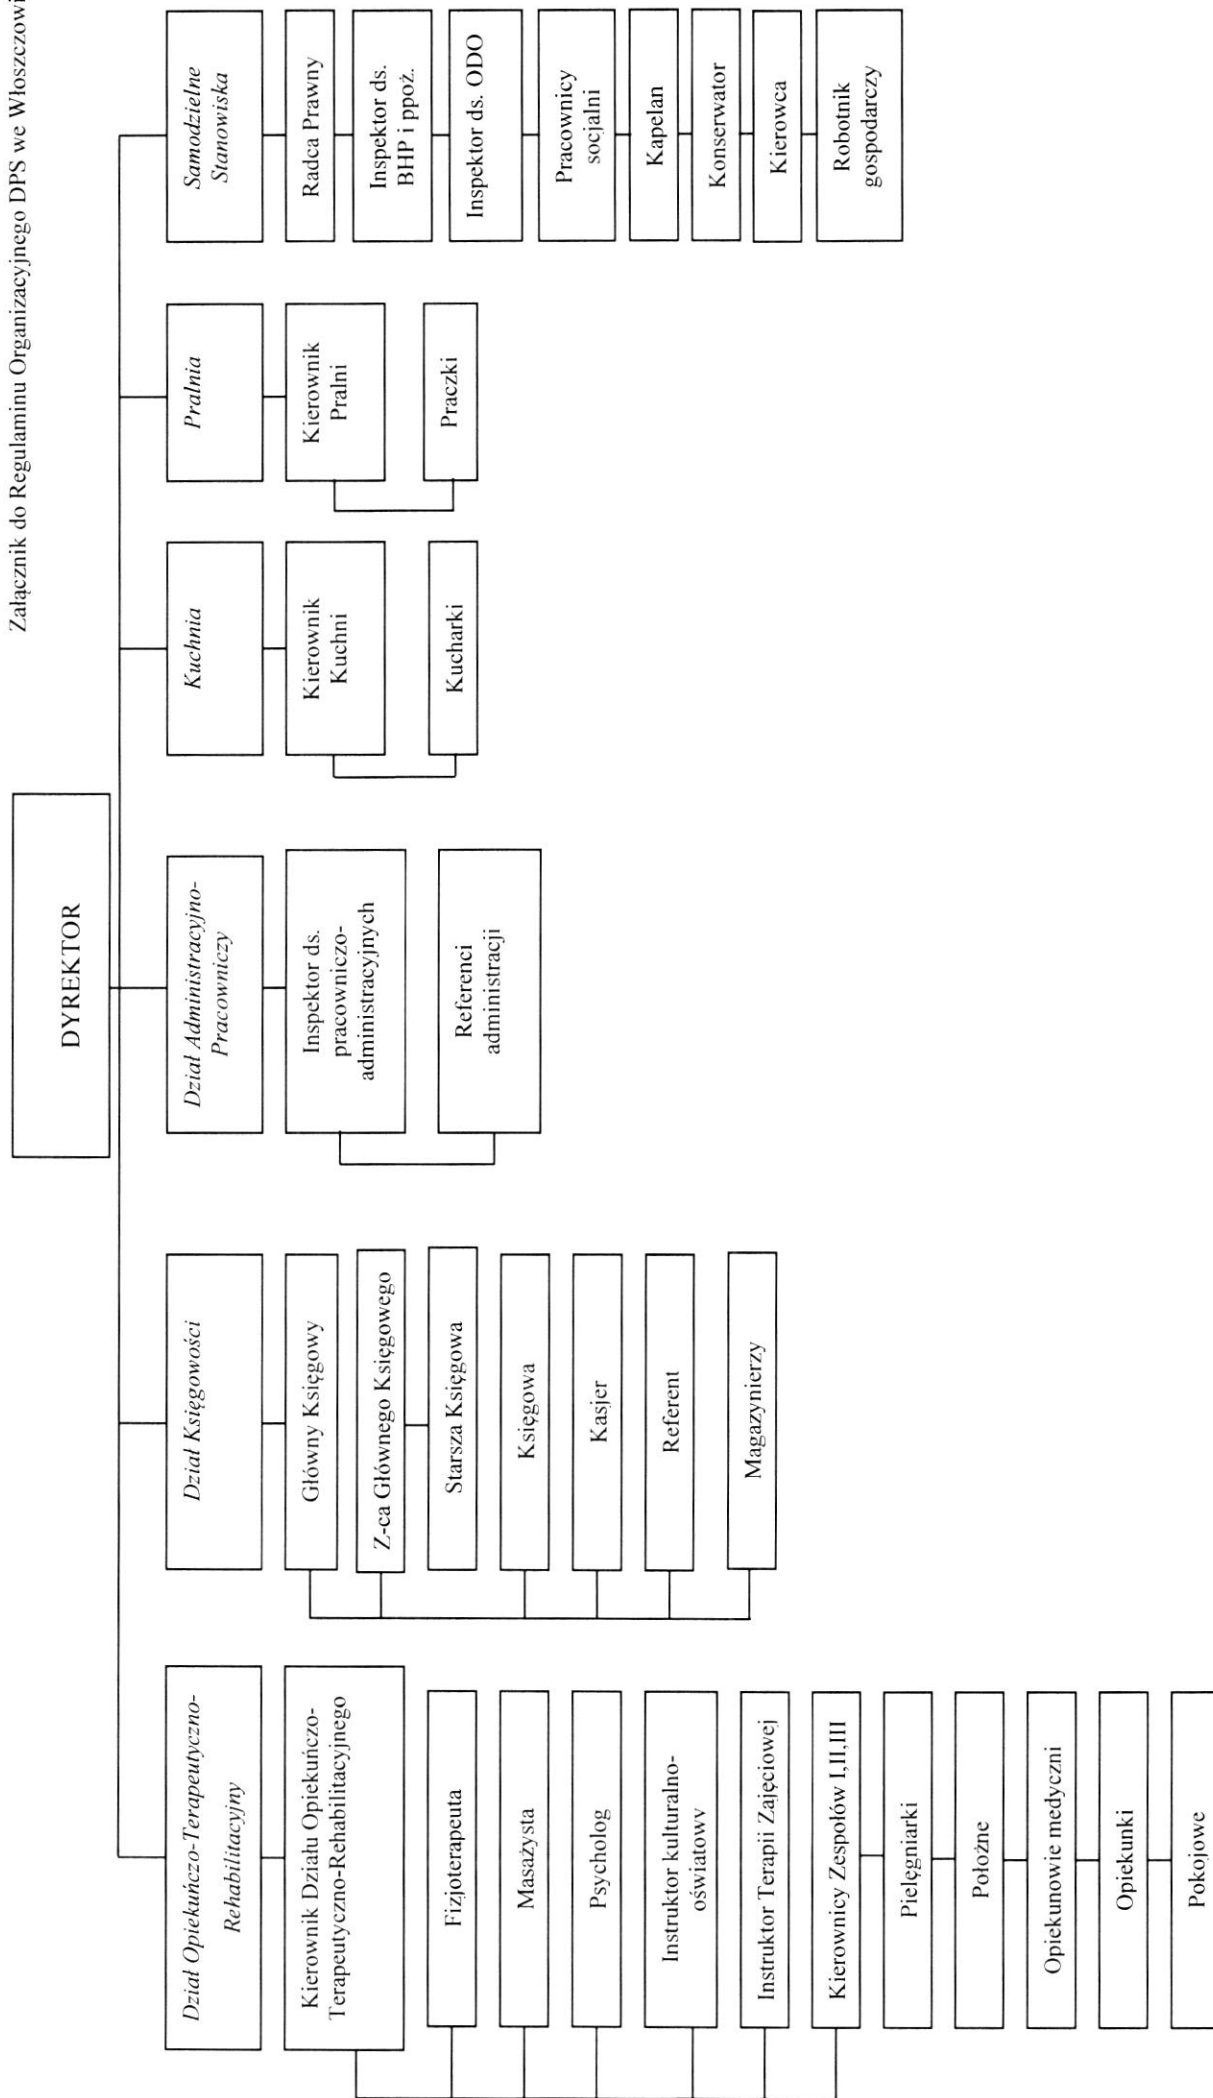 Załącznik do Regulaminu Organizacyjnego DPS we Włoszczowi
DYREKTOR
Dział Opiekuńczo-Terapeutyczno-
Rehabilitacyjny
Kierownik Działu Opiekuńczo-
Terapeutyczno-Rehabilitacyjnego
Fizjoterapeuta
Masażysta
Psycholog
Instruktor kulturalno-
oświatowy
Instruktor Terapii Zajęciowej
Kierownicy Zespołów I,II,III
Pielęgniarki
Położne
Opiekunowie medyczni
Opiekunki
Pokojowe
Dział Księgowości
Główny Księgowy
Z-ca Głównego Księgowego
Starsza Księgowa
Księgowa
Kasjer
Referent
Magazynierzy
Dział Administracyjno-
Pracowniczy
Inspektor ds.
pracowniczo-
administracyjnych
Referenci
administracji
Kuchnia
Kierownik
Kuchni
Kucharki
Pralnia
Kierownik
Pralni
Praczki
Samodzielne
Stanowiska
Radca Prawny
Inspektor ds.
BHP i ppoż.
Inspektor ds. ODO
Pracownicy
socjalni
Kapelan
Konserwator
Kierowca
Robotnik
gospodarczy